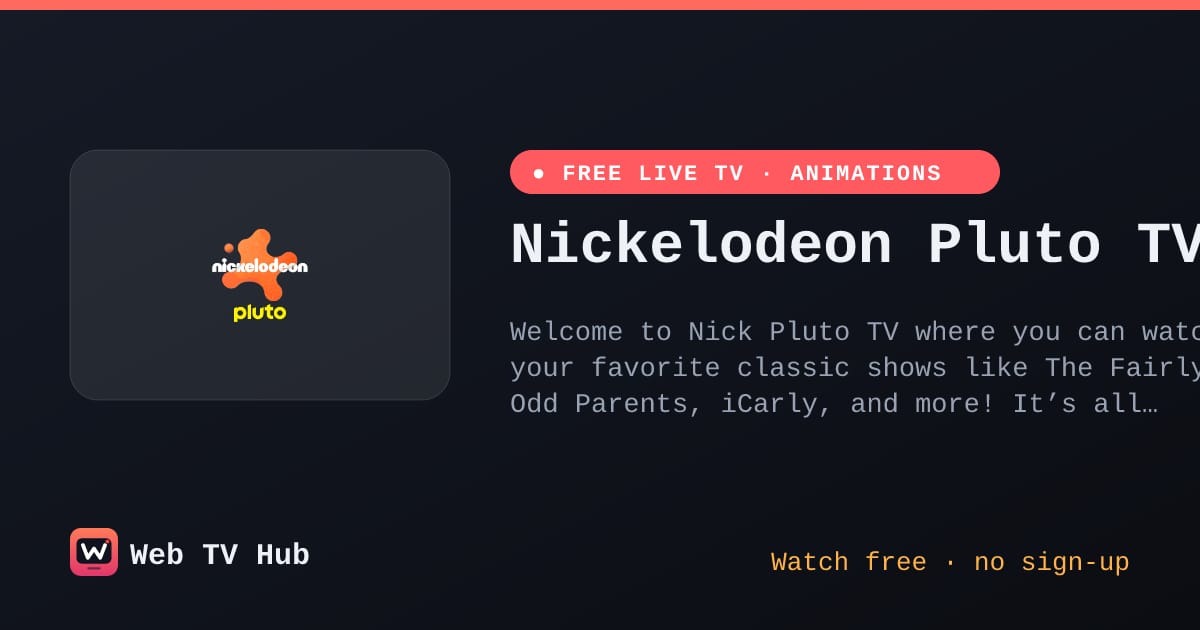 nickelodeon
pluto
● FREE LIVE TV · ANIMATIONS
Nickelodeon Pluto TV
Welcome to Nick Pluto TV where you can watc
your favorite classic shows like The Fairly
Odd Parents, iCarly, and more! It’s all…
W
Web TV Hub
Watch free · no sign-up